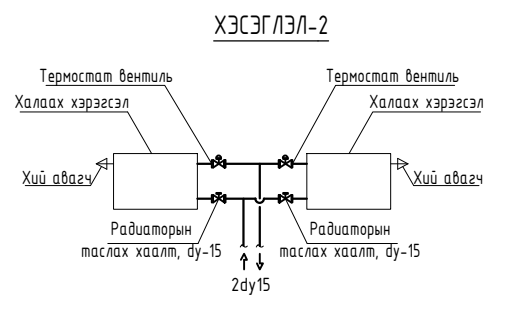 ХЭСЭГЛЭЛ-2
Термостат вентиль
Термостат вентиль
Халаах хэрэгсэл
Халаах хэрэгсэл
Хий авагч
Хий авагч
Радиаторын
таслах хаалт, dy-15
Радиаторын
таслах хаалт, dy-15
2dy15